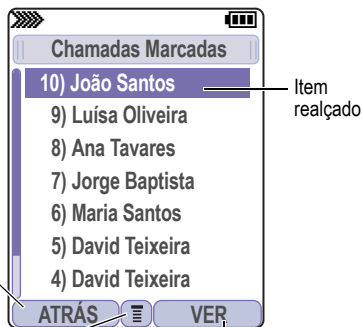 Chamadas Marcadas
10) João Santos
9) Luísa Oliveira
8) Ana Tavares
7) Jorge Baptista
6) Maria Santos
5) David Teixeira
4) David Teixeira
ATRÁS VER
Item
realçado